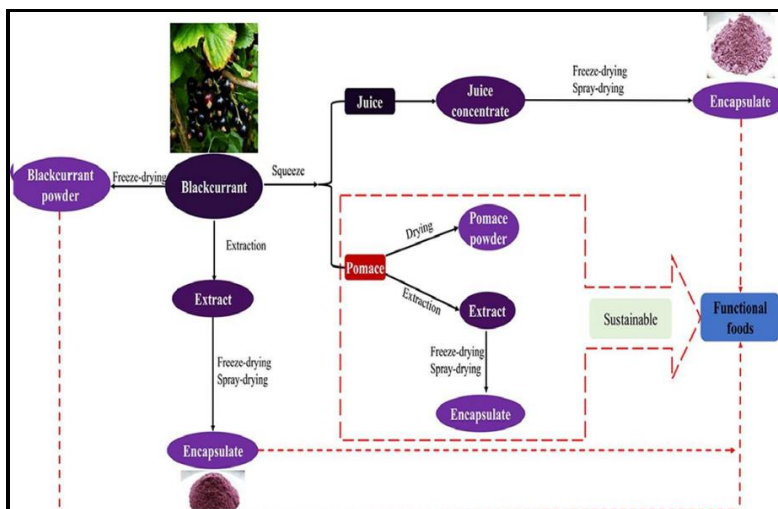 Freeze-drying
Spray-drying
Juice
Juice
concentrate
Encapsulate
Blackcurrant
powder
Freeze-drying
Blackcurrant
Squeeze
Extraction
Drying
Pomace
powder
Pomace
Extraction
Extract
Extract
Sustainable
Functional
foods
Freeze-drying
Spray-drying
Freeze-drying
Spray-drying
Encapsulate
Encapsulate